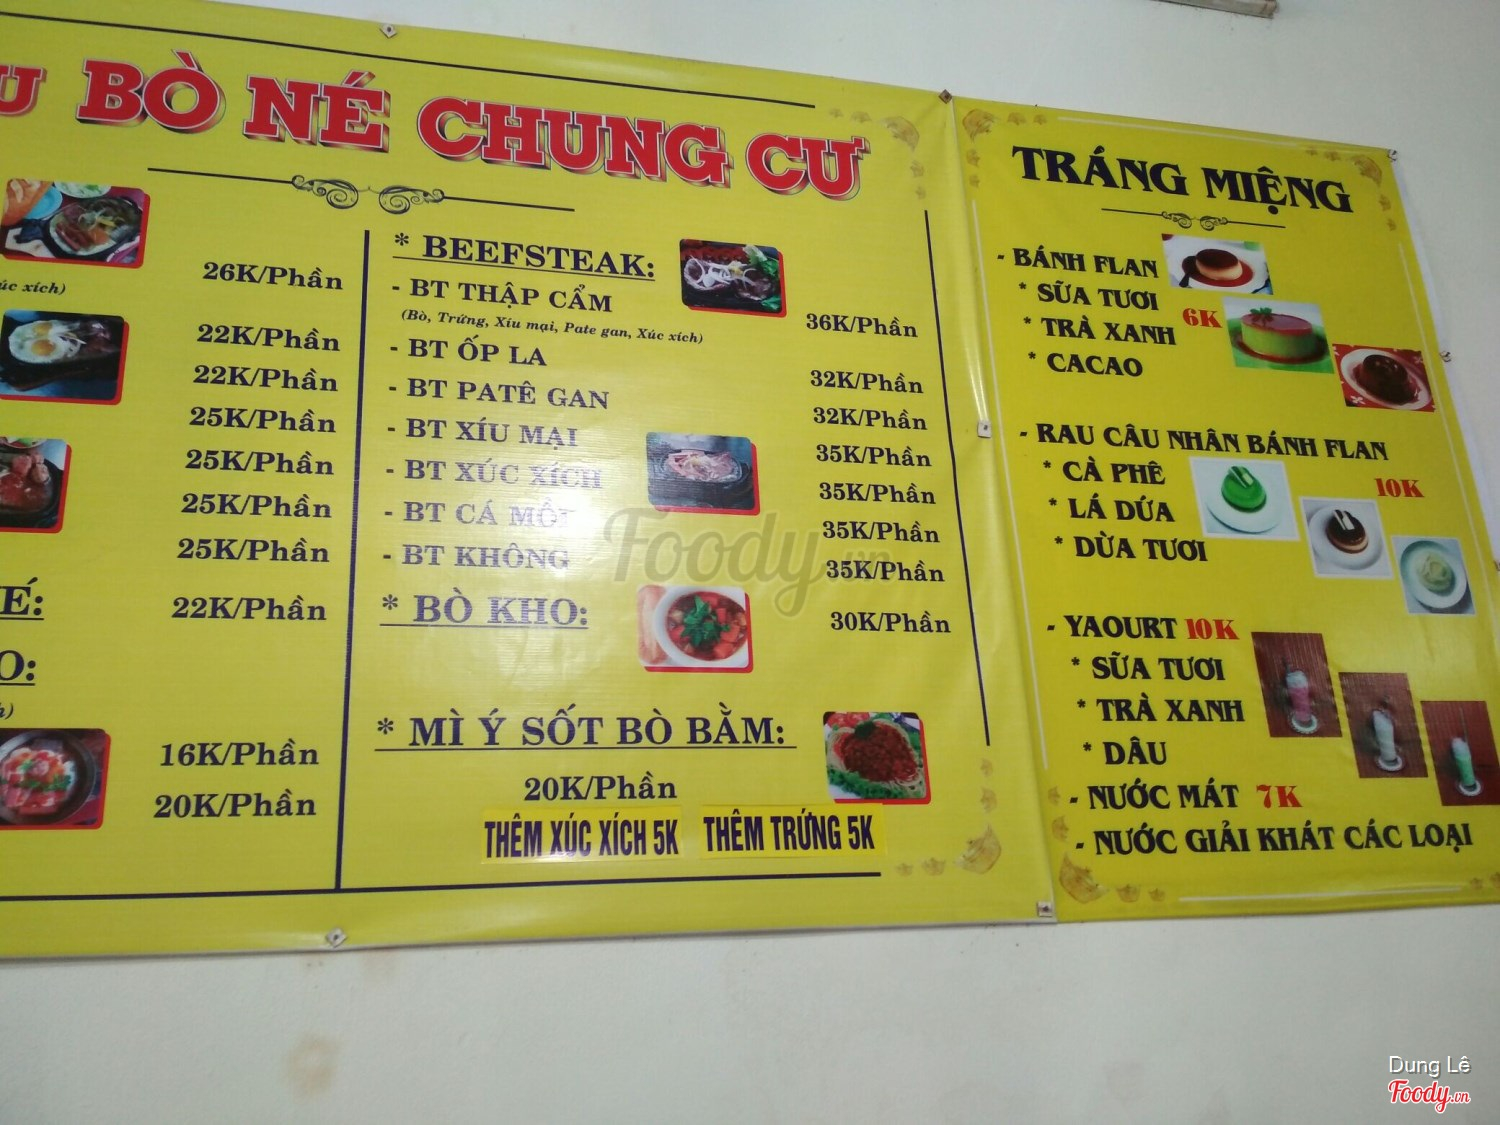 BÒ NÉ CHUNG CƯ
26K/Phần
22K/Phần
22K/Phần
25K/Phần
25K/Phần
25K/Phần
25K/Phần
22K/Phần
16K/Phần
20K/Phần
* BEEFSTEAK:
- BT THẬP CẨM 36K/Phần
(Bò, Trứng, Xíu mại, Pate gan, Xúc xích)
- BT ỐP LA 32K/Phần
- BT PATÊ GAN 32K/Phần
- BT XÍU MẠI 35K/Phần
- BT XÚC XÍCH 35K/Phần
- BT CÁ MÒI 35K/Phần
- BT KHÔNG 35K/Phần
* BÒ KHO: 30K/Phần
* MÌ Ý SỐT BÒ BẰM:
20K/Phần
THÊM XÚC XÍCH 5K THÊM TRỨNG 5K
TRÁNG MIỆNG
- BÁNH FLAN
* SỮA TƯƠI 6K
* TRÀ XANH
* CACAO
- RAU CÂU NHÂN BÁNH FLAN
* CÀ PHÊ 10K
* LÁ DỨA
* DỪA TƯƠI
- YAOURT 10K
* SỮA TƯƠI
* TRÀ XANH
* DÂU
- NƯỚC MÁT 7K
- NƯỚC GIẢI KHÁT CÁC LOẠI
Foody.vn
Dung Lê
Foody.vn